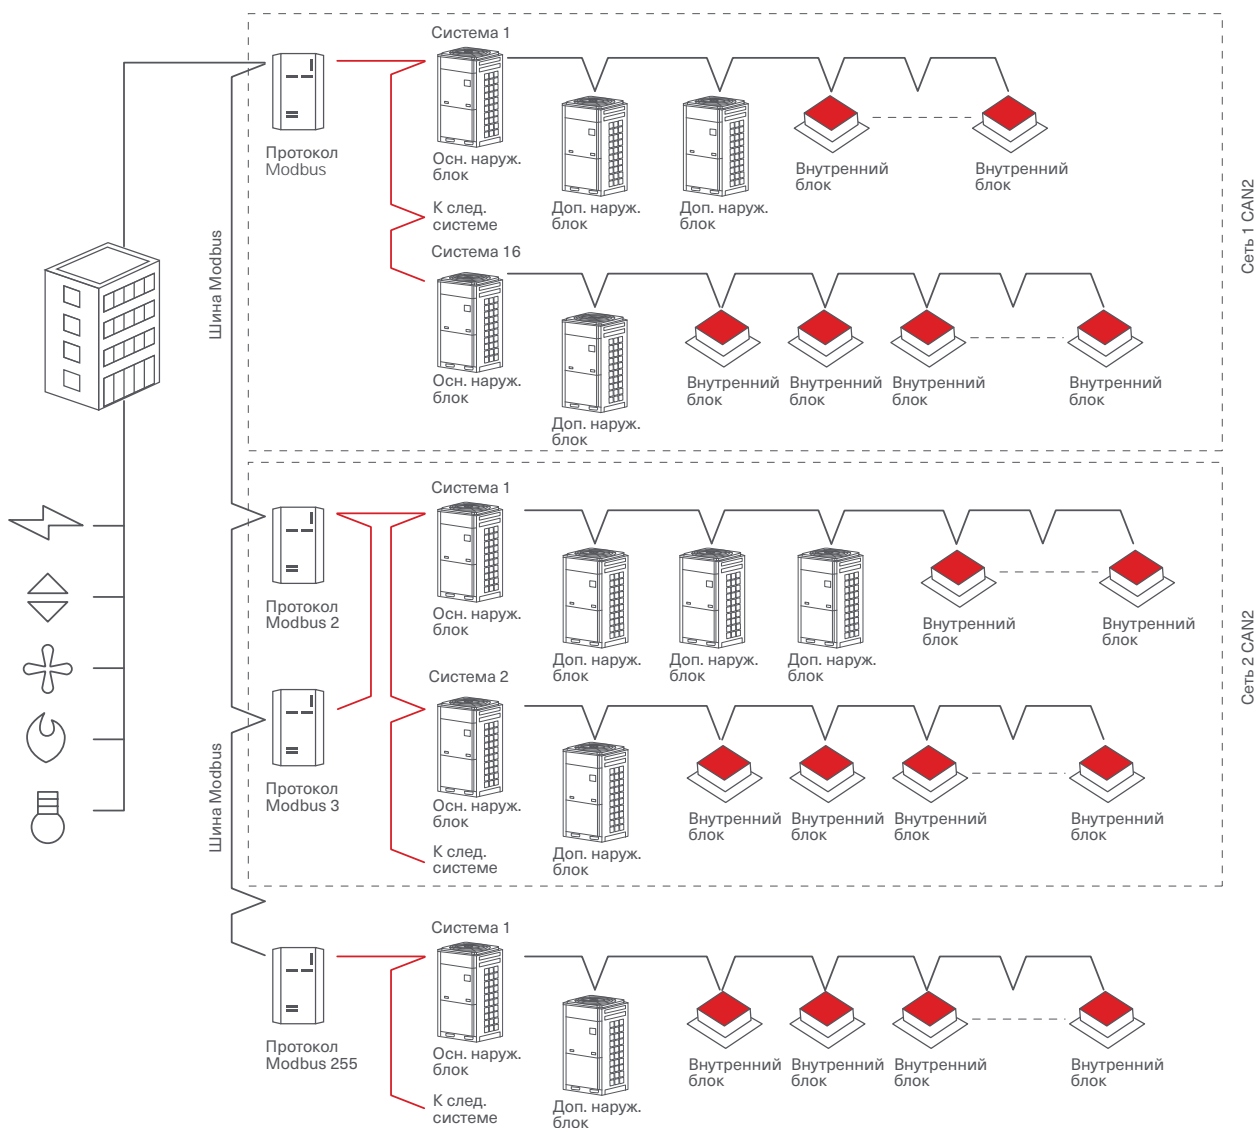 Система 1
Протокол
Modbus
Осн. наруж.
блок
Внутренний
блок
Внутренний
блок
К след.
системе
Доп. наруж.
блок
Доп. наруж.
блок
Сеть 1 CAN2
Шина Modbus
Система 16
Осн. наруж.
блок
Внутренний
блок
Внутренний
блок
Внутренний
блок
Внутренний
блок
Доп. наруж.
блок
Система 1
Протокол
Modbus 2
Осн. наруж.
блок
Внутренний
блок
Внутренний
блок
Доп. наруж.
блок
Доп. наруж.
блок
Доп. наруж.
блок
Сеть 2 CAN2
Система 2
Шина Modbus
Протокол
Modbus 3
Осн. наруж.
блок
Внутренний
блок
Внутренний
блок
Внутренний
блок
Внутренний
блок
К след.
системе
Доп. наруж.
блок
Система 1
Протокол
Modbus 255
Осн. наруж.
блок
Внутренний
блок
Внутренний
блок
Внутренний
блок
Внутренний
блок
К след.
системе
Доп. наруж.
блок